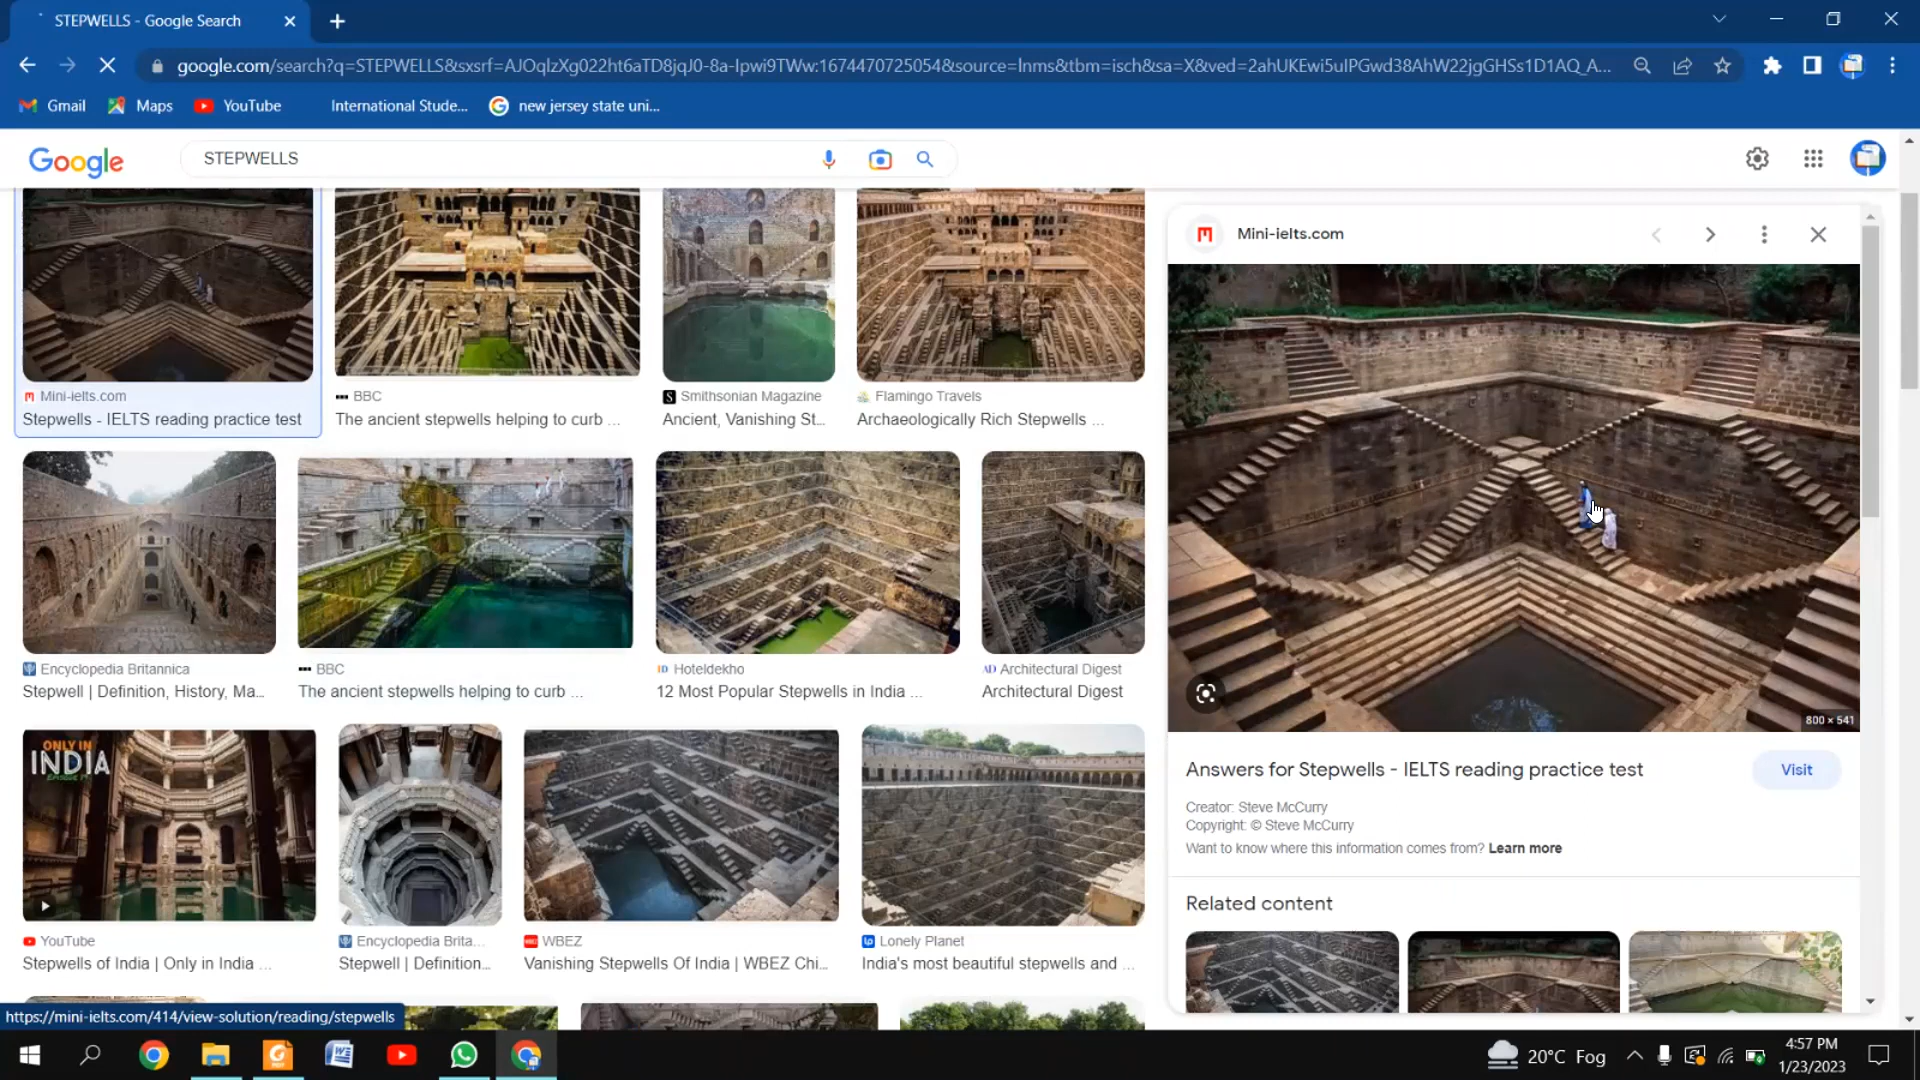 STEPWELLS - Google Search
google.com/search?q=STEPWELLS&sxsrf=AJOqlzXg022ht6aTD8jqJ0-8a-Ipwi9TWw:1674470725054&source=lnms&tbm=isch&sa=X&ved=2ahUKEwi5uIPGwd38AhW22jgGHSs1D1AQ_A...
Gmail
Maps
YouTube
International Stude...
new jersey state uni...
Google
STEPWELLS
Mini-ielts.com
Stepwells - IELTS reading practice test
BBC
The ancient stepwells helping to curb ...
Smithsonian Magazine
Ancient, Vanishing St...
Flamingo Travels
Archaeologically Rich Stepwells ...
Encyclopedia Britannica
Stepwell | Definition, History, Ma...
BBC
The ancient stepwells helping to curb ...
Hoteldekho
12 Most Popular Stepwells in India ...
Architectural Digest
Architectural Digest
ONLY IN
INDIA
YouTube
Stepwells of India | Only in India ...
Encyclopedia Brita...
Stepwell | Definition...
WBEZ
Vanishing Stepwells Of India | WBEZ Chi...
Lonely Planet
India's most beautiful stepwells and ...
Mini-ielts.com
800 × 541
Answers for Stepwells - IELTS reading practice test
Visit
Creator: Steve McCurry
Copyright: © Steve McCurry
Want to know where this information comes from? Learn more
Related content
https://mini-ielts.com/414/view-solution/reading/stepwells
20°C Fog
4:57 PM
1/23/2023